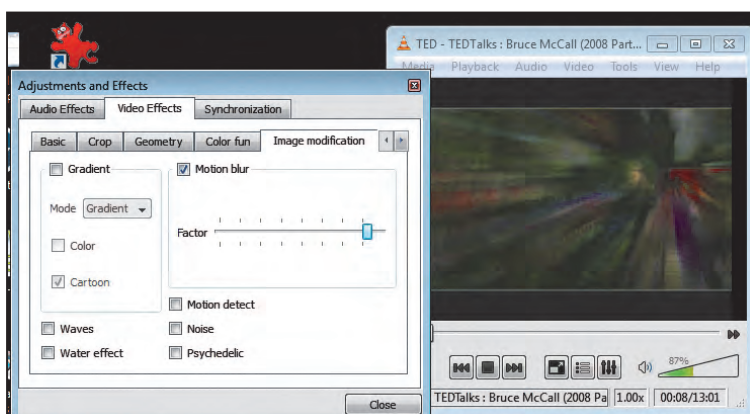 TED - TEDTalks : Bruce McCall (2008 Part...
Media Playback Audio Video Tools View Help
Adjustments and Effects
Audio Effects Video Effects Synchronization
Basic Crop Geometry Color fun Image modification
Gradient
Motion blur
Mode Gradient
Factor
Color
Cartoon
Motion detect
Waves
Noise
Water effect
Psychedelic
Close
87%
TEDTalks : Bruce McCall (2008 Pa 1.00x 00:08/13:01